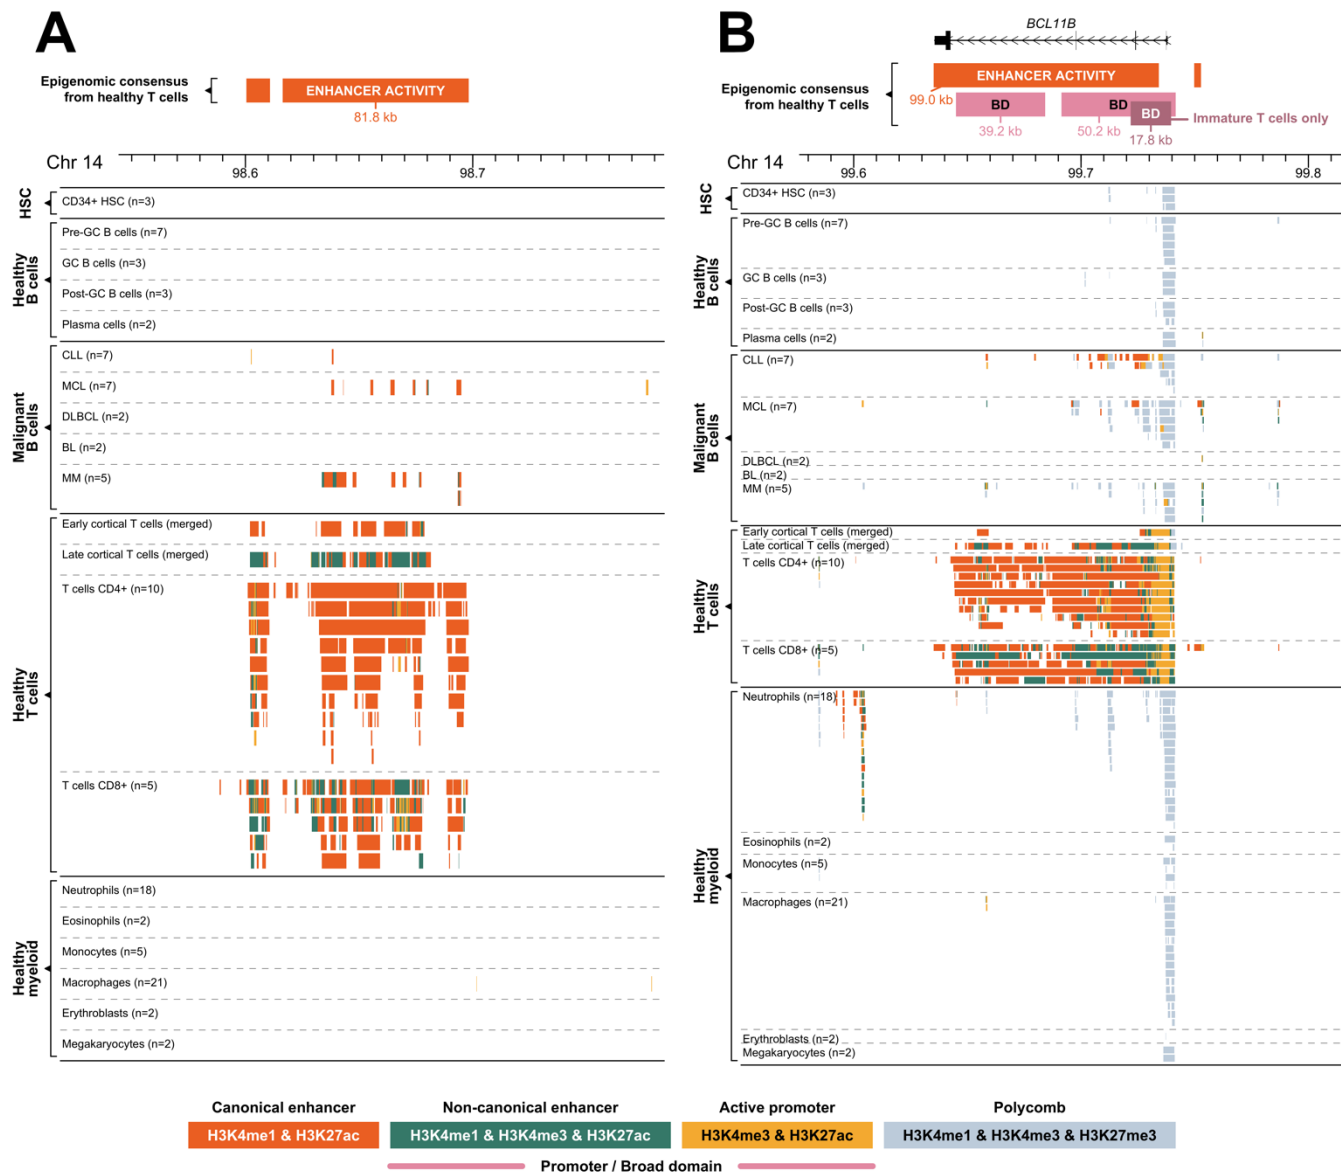 A
Epigenomic consensus
from healthy T cells
ENHANCER ACTIVITY
81.8 kb
Chr 14
98.6
98.7
HSC
CD34+ HSC (n=3)
Healthy
B cells
Pre-GC B cells (n=7)
GC B cells (n=3)
Post-GC B cells (n=3)
Plasma cells (n=2)
Malignant
B cells
CLL (n=7)
MCL (n=7)
DLBCL (n=2)
BL (n=2)
MM (n=5)
Healthy
T cells
Early cortical T cells (merged)
Late cortical T cells (merged)
T cells CD4+ (n=10)
T cells CD8+ (n=5)
Healthy
myeloid
Neutrophils (n=18)
Eosinophils (n=2)
Monocytes (n=5)
Macrophages (n=21)
Erythroblasts (n=2)
Megakaryocytes (n=2)
B
BCL11B
Epigenomic consensus
from healthy T cells
ENHANCER ACTIVITY
99.0 kb
BD
BD
BD
Immature T cells only
39.2 kb
50.2 kb
17.8 kb
Chr 14
99.6
99.7
99.8
HSC
CD34+ HSC (n=3)
Healthy
B cells
Pre-GC B cells (n=7)
GC B cells (n=3)
Post-GC B cells (n=3)
Plasma cells (n=2)
Malignant
B cells
CLL (n=7)
MCL (n=7)
DLBCL (n=2)
BL (n=2)
MM (n=5)
Healthy
T cells
Early cortical T cells (merged)
Late cortical T cells (merged)
T cells CD4+ (n=10)
T cells CD8+ (n=5)
Healthy
myeloid
Neutrophils (n=18)
Eosinophils (n=2)
Monocytes (n=5)
Macrophages (n=21)
Erythroblasts (n=2)
Megakaryocytes (n=2)
Canonical enhancer
Non-canonical enhancer
Active promoter
Polycomb
H3K4me1 & H3K27ac
H3K4me1 & H3K4me3 & H3K27ac
H3K4me3 & H3K27ac
H3K4me1 & H3K4me3 & H3K27me3
Promoter / Broad domain